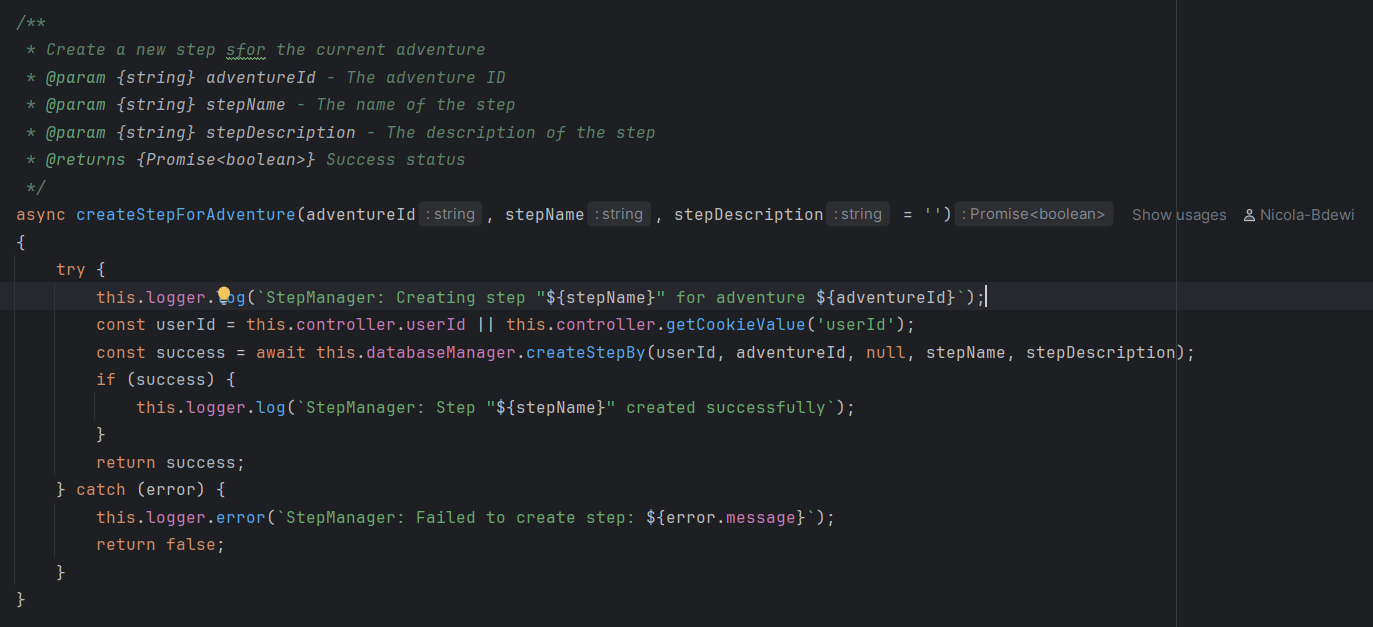 /**
 * Create a new step sfor the current adventure
 * @param {string} adventureId - The adventure ID
 * @param {string} stepName - The name of the step
 * @param {string} stepDescription - The description of the step
 * @returns {Promise<boolean>} Success status
 */
async createStepForAdventure(adventureId : string , stepName : string , stepDescription : string = '') : Promise<boolean> Show usages Nicola-Bdewi
{
    try {
        this.logger.log(`StepManager: Creating step "${stepName}" for adventure ${adventureId}`);
        const userId = this.controller.userId || this.controller.getCookieValue('userId');
        const success = await this.databaseManager.createStepBy(userId, adventureId, null, stepName, stepDescription);
        if (success) {
            this.logger.log(`StepManager: Step "${stepName}" created successfully`);
        }
        return success;
    } catch (error) {
        this.logger.error(`StepManager: Failed to create step: ${error.message}`);
        return false;
    }
}